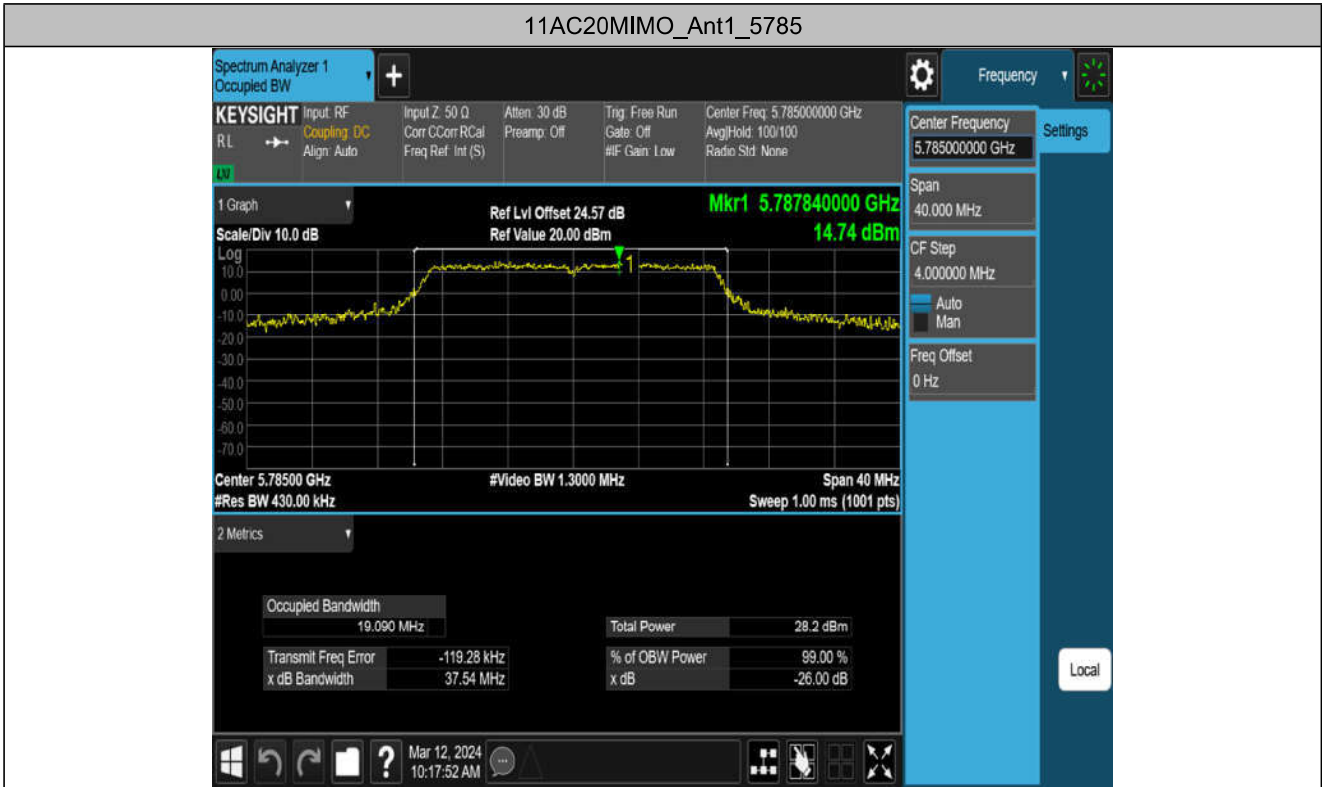 11AC20MIMO_Ant1_5785
Spectrum Analyzer 1
Occupied BW
Frequency
KEYSIGHT
R L
LXI
Input: RF
Coupling: DC
Align: Auto
Input Z: 50 Ω
Corr CCorr RCal
Freq Ref: Int (S)
Atten: 30 dB
Preamp: Off
Trig: Free Run
Gate: Off
#IF Gain: Low
Center Freq: 5.785000000 GHz
Avg|Hold: 100/100
Radio Std: None
Center Frequency
5.785000000 GHz
Settings
Span
40.000 MHz
CF Step
4.000000 MHz
Auto
Man
Freq Offset
0 Hz
Local
1 Graph
Scale/Div 10.0 dB
Ref Lvl Offset 24.57 dB
Ref Value 20.00 dBm
Mkr1 5.787840000 GHz
14.74 dBm
Log
10.0
0.00
-10.0
-20.0
-30.0
-40.0
-50.0
-60.0
-70.0
1
Center 5.78500 GHz
#Video BW 1.3000 MHz
Span 40 MHz
#Res BW 430.00 kHz
Sweep 1.00 ms (1001 pts)
2 Metrics
Occupied Bandwidth
19.090 MHz
Total Power 28.2 dBm
Transmit Freq Error -119.28 kHz
% of OBW Power 99.00 %
x dB Bandwidth 37.54 MHz
x dB -26.00 dB
?
Mar 12, 2024
10:17:52 AM